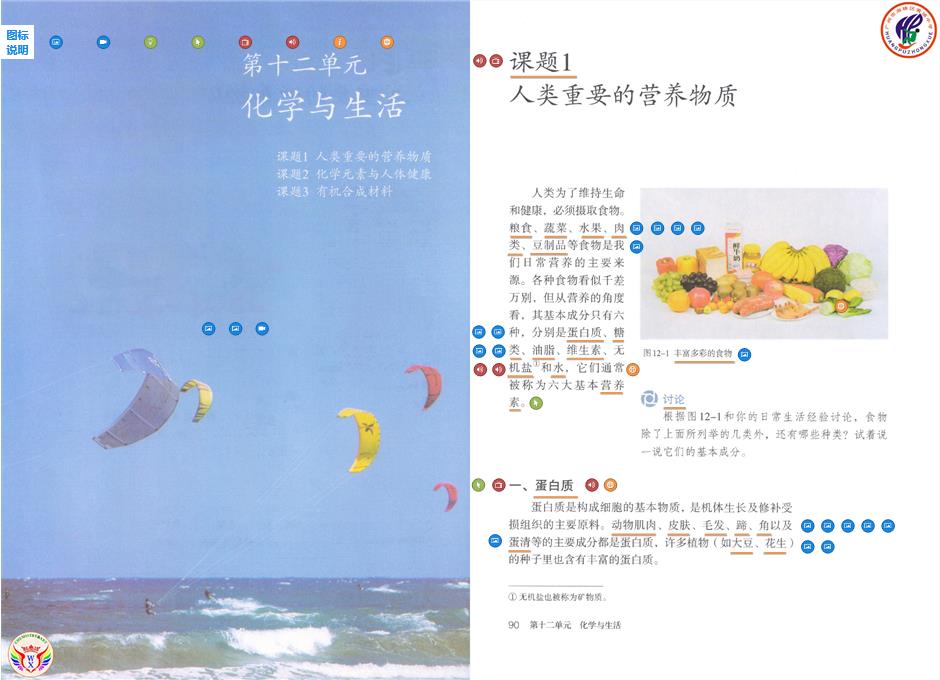 图标
说明
第十二单元
化学与生活
课题1 人类重要的营养物质
课题2 化学元素与人体健康
课题3 有机合成材料
课题1
人类重要的营养物质
人类为了维持生命
和健康，必须摄取食物。
粮食、蔬菜、水果、肉
类、豆制品等食物是我
们日常营养的主要来
源。各种食物看似千差
万别，但从营养的角度
看，其基本成分只有六
种，分别是蛋白质、糖
类、油脂、维生素、无
机盐①和水，它们通常
被称为六大基本营养
素。
鲜牛奶
图12-1 丰富多彩的食物
讨论
根据图12-1和你的日常生活经验讨论，食物
除了上面所列举的几类外，还有哪些种类？试着说
一说它们的基本成分。
一、蛋白质
蛋白质是构成细胞的基本物质，是机体生长及修补受
损组织的主要原料。动物肌肉、皮肤、毛发、蹄、角以及
蛋清等的主要成分都是蛋白质，许多植物（如大豆、花生）
的种子里也含有丰富的蛋白质。
① 无机盐也被称为矿物质。
90 第十二单元 化学与生活